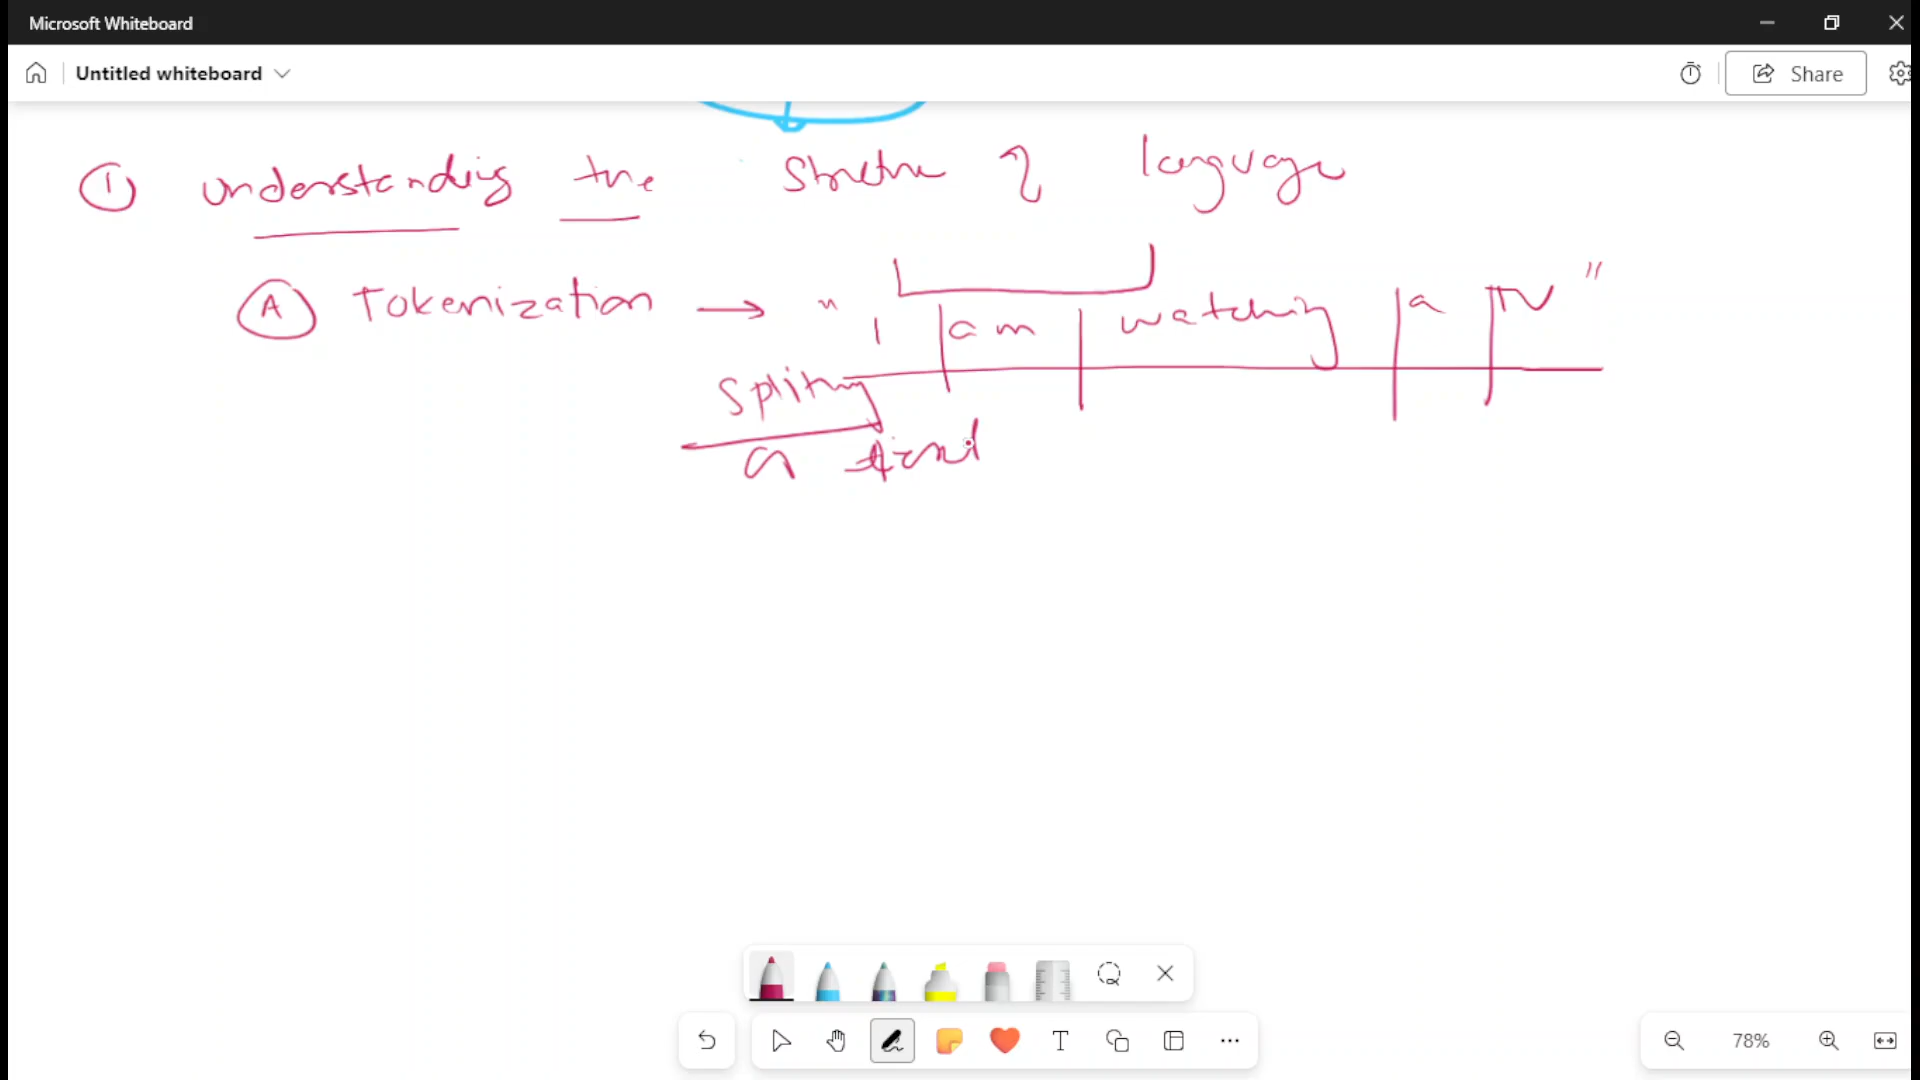 Microsoft Whiteboard
Untitled whiteboard
Share
1 understanding the structure of language
A Tokenization → " I | am | watching | a | TV "
Spliting
a
78%